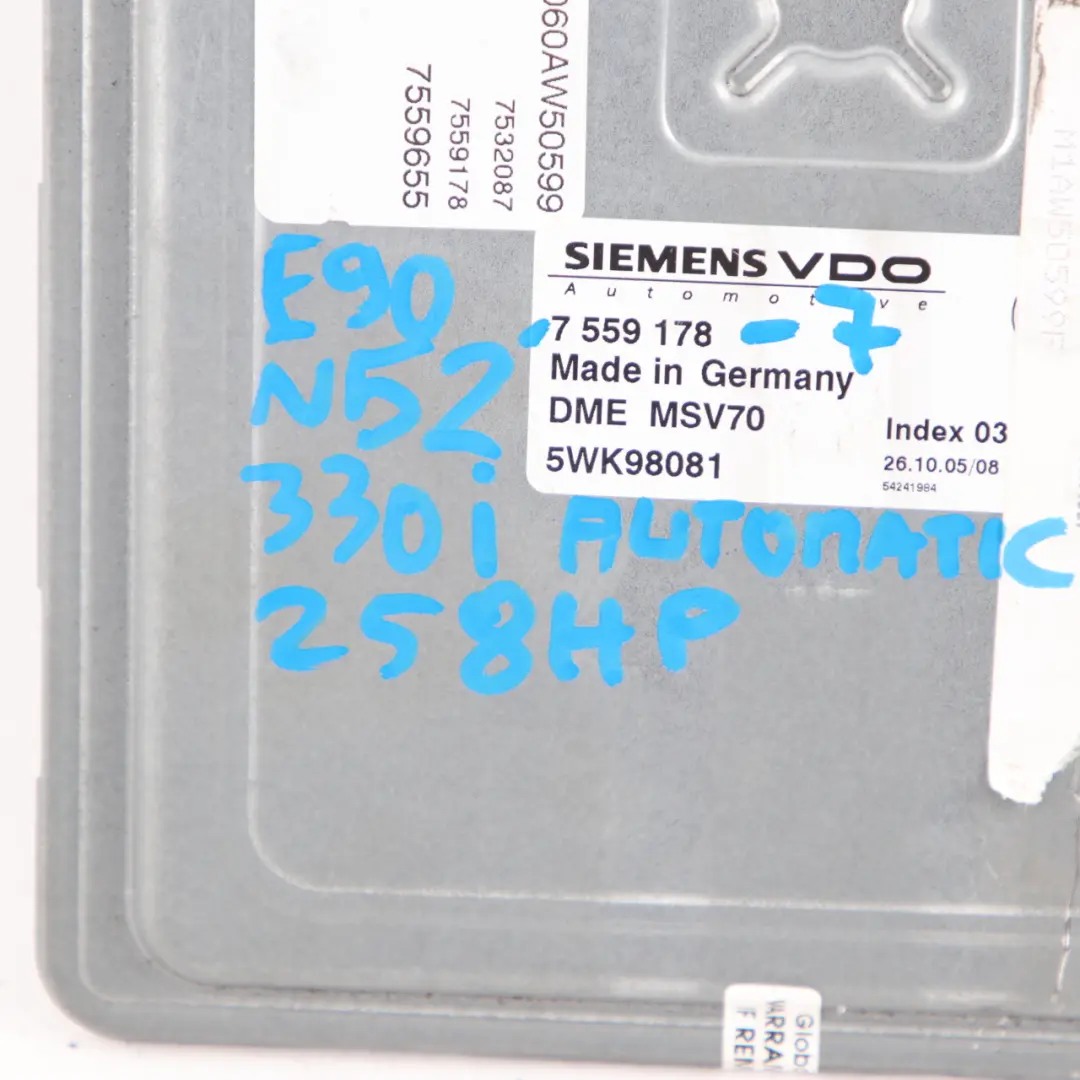 060AW50599
7532087
7559178
7559655
SIEMENS VDO
Automotive
7 559 178 -7
Made in Germany
DME MSV70
5WK98081
Index 03
26.10.05/08
54241984
E90
N52
330i AUTOMATIC
258HP
M1AW50599F